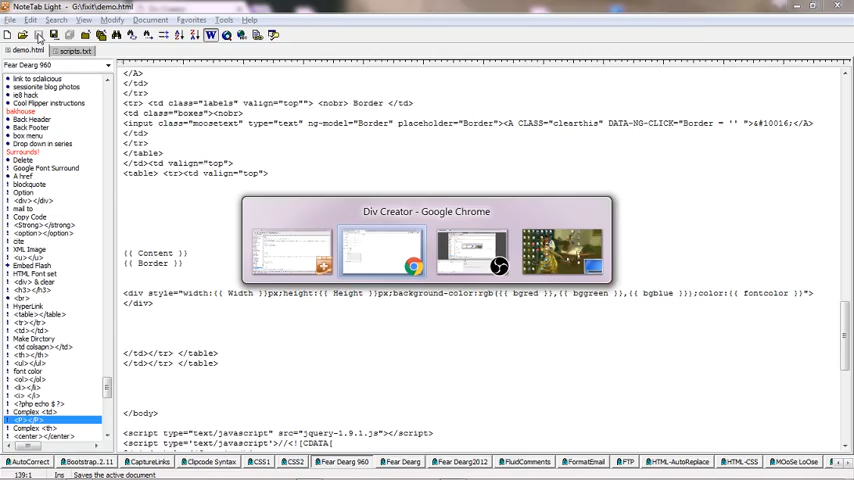 NoteTab Light - G:\fixit\demo.html
File Edit Search View Modify Document Favorites Tools Help
demo.html scripts.txt
Fear Dearg 960
link to sclalicious
sessionite blog photos
ie8 hack
Cool Flipper instructions
bakhouse
Back Header
Back Footer
box menu
Drop down in series
Surrounds!
Delete
Google Font Surround
A href
blockquote
Option
<div></div>
mail to
Copy Code
<Strong></strong>
<option></option>
cite
XML Image
<u></u>
Embed Flash
HTML Font set
<div> & clear
<h3></h3>
<br>
HyperLink
<table></table>
<tr></tr>
<td></td>
Make Dirctory
<td colsapn></td>
<th></th>
<ul></ul>
font color
<ol></ol>
<li></li>
<i> </i>
<?php echo $ ?>
Complex <td>
<P></P>
Complex <th>
<center></center>
</A>
</td>
</tr>
<tr> <td class="labels" valign="top""> <nobr> Border </td>
<td class="boxes"><nobr>
<input class="moosetext" type="text" ng-model="Border" placeholder="Border"><A CLASS="clearthis" DATA-NG-CLICK="Border = '' ">&#10016;</A>
</td>
</tr>
</table>
</td><td valign="top">
<table> <tr><td valign="top">
Div Creator - Google Chrome
{{ Content }}
{{ Border }}
<div style="width:{{ Width }}px;height:{{ Height }}px;background-color:rgb({{ bgred }},{{ bggreen }},{{ bgblue }});color:{{ fontcolor }}">
</div>
</td></tr> </table>
</td></tr> </table>
</body>
<script type="text/javascript" src="jquery-1.9.1.js"></script>
<script type='text/javascript'>//<![CDATA[
AutoCorrect Bootstrap.2.11 CaptureLinks Clipcode Syntax CSS1 CSS2 Fear Dearg 960 Fear Dearg Fear Dearg2012 FluidComments FormatEmail FTP HTML-AutoReplace HTML-CSS MOoSe LoOse
139:1 Ins Saves the active document